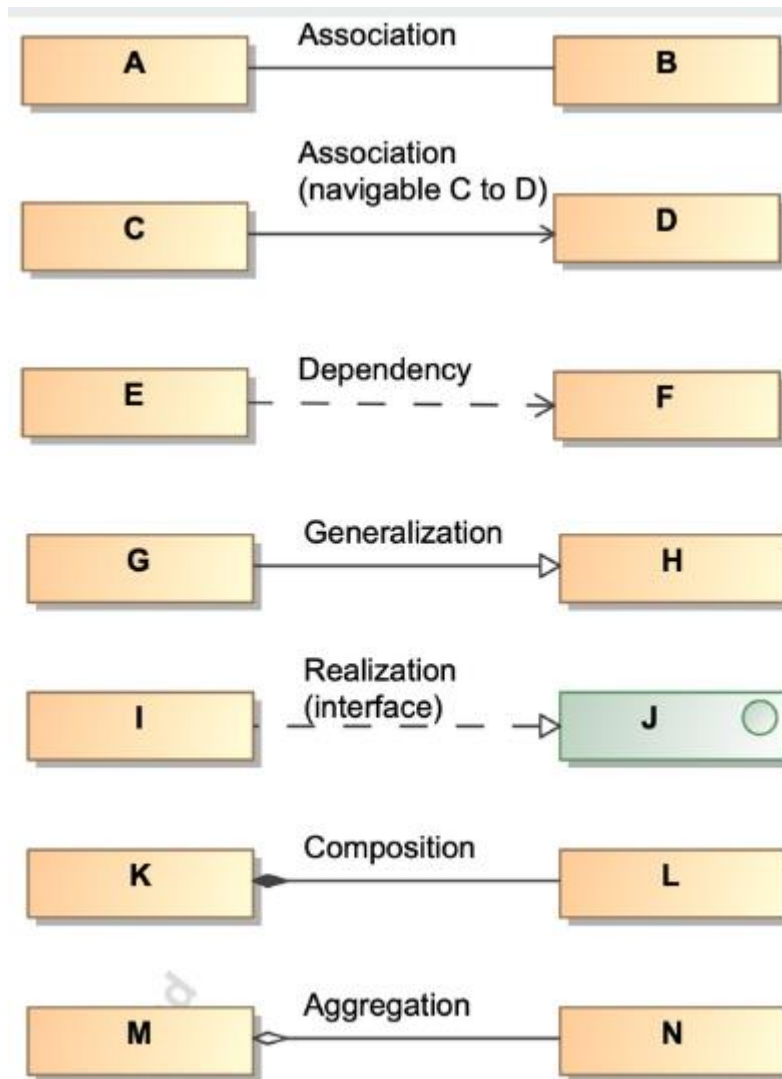 Association
A
B
Association
(navigable C to D)
C
D
Dependency
E
F
Generalization
G
H
Realization
(interface)
I
J
Composition
K
L
Aggregation
M
N
d